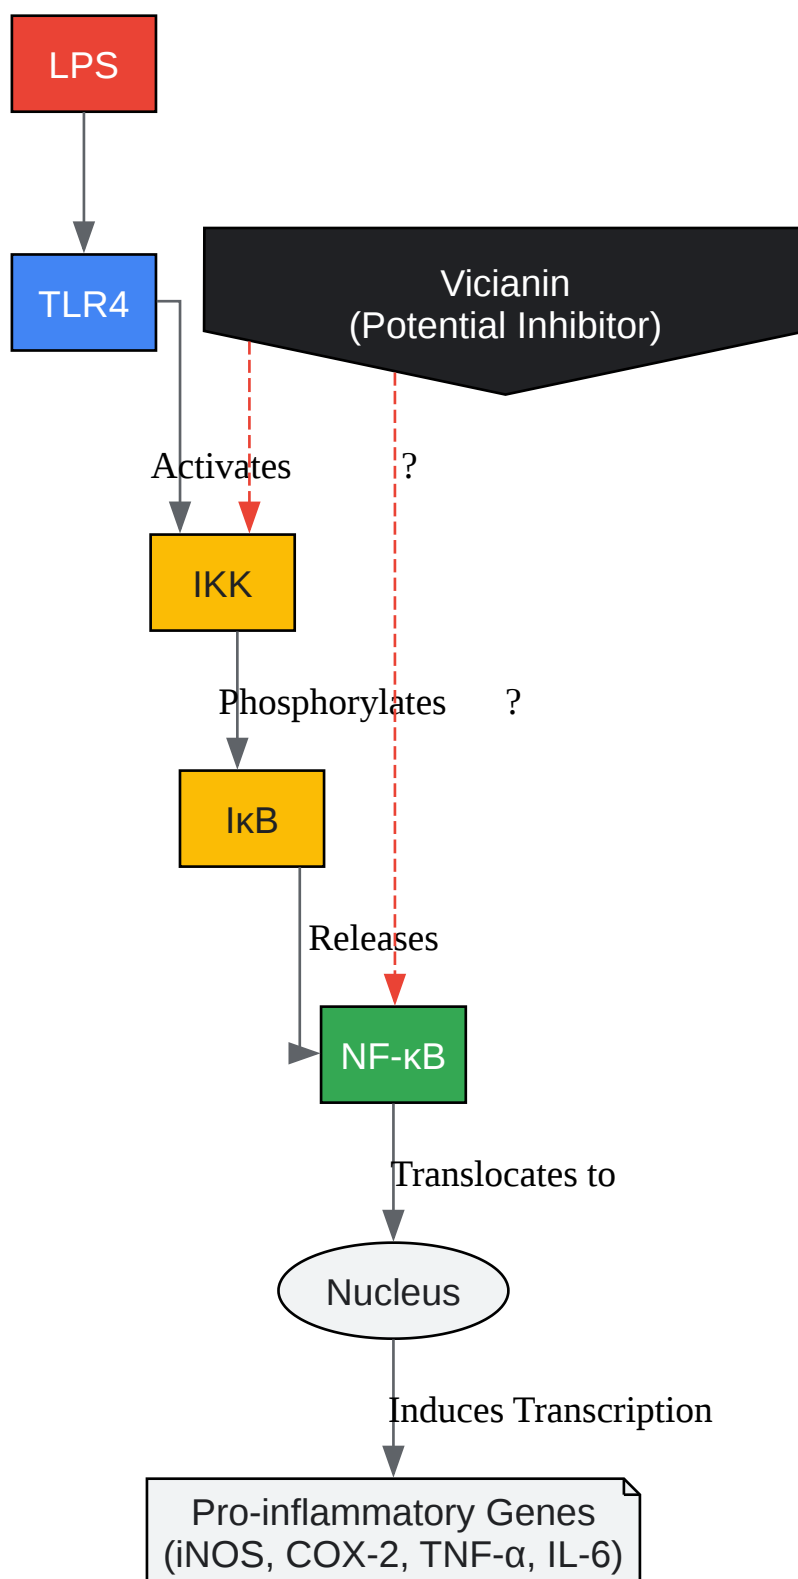 LPS
TLR4
Vicianin
(Potential Inhibitor)
Activates
?
IKK
Phosphorylates
?
IκB
Releases
NF-κB
Translocates to
Nucleus
Induces Transcription
Pro-inflammatory Genes
(iNOS, COX-2, TNF-α, IL-6)